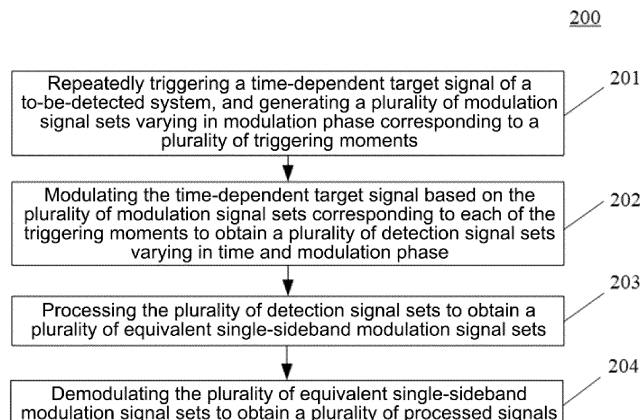 200
201
Repeatedly triggering a time-dependent target signal of a
to-be-detected system, and generating a plurality of modulation
signal sets varying in modulation phase corresponding to a
plurality of triggering moments
202
Modulating the time-dependent target signal based on the
plurality of modulation signal sets corresponding to each of the
triggering moments to obtain a plurality of detection signal sets
varying in time and modulation phase
203
Processing the plurality of detection signal sets to obtain a
plurality of equivalent single-sideband modulation signal sets
204
Demodulating the plurality of equivalent single-sideband
modulation signal sets to obtain a plurality of processed signals